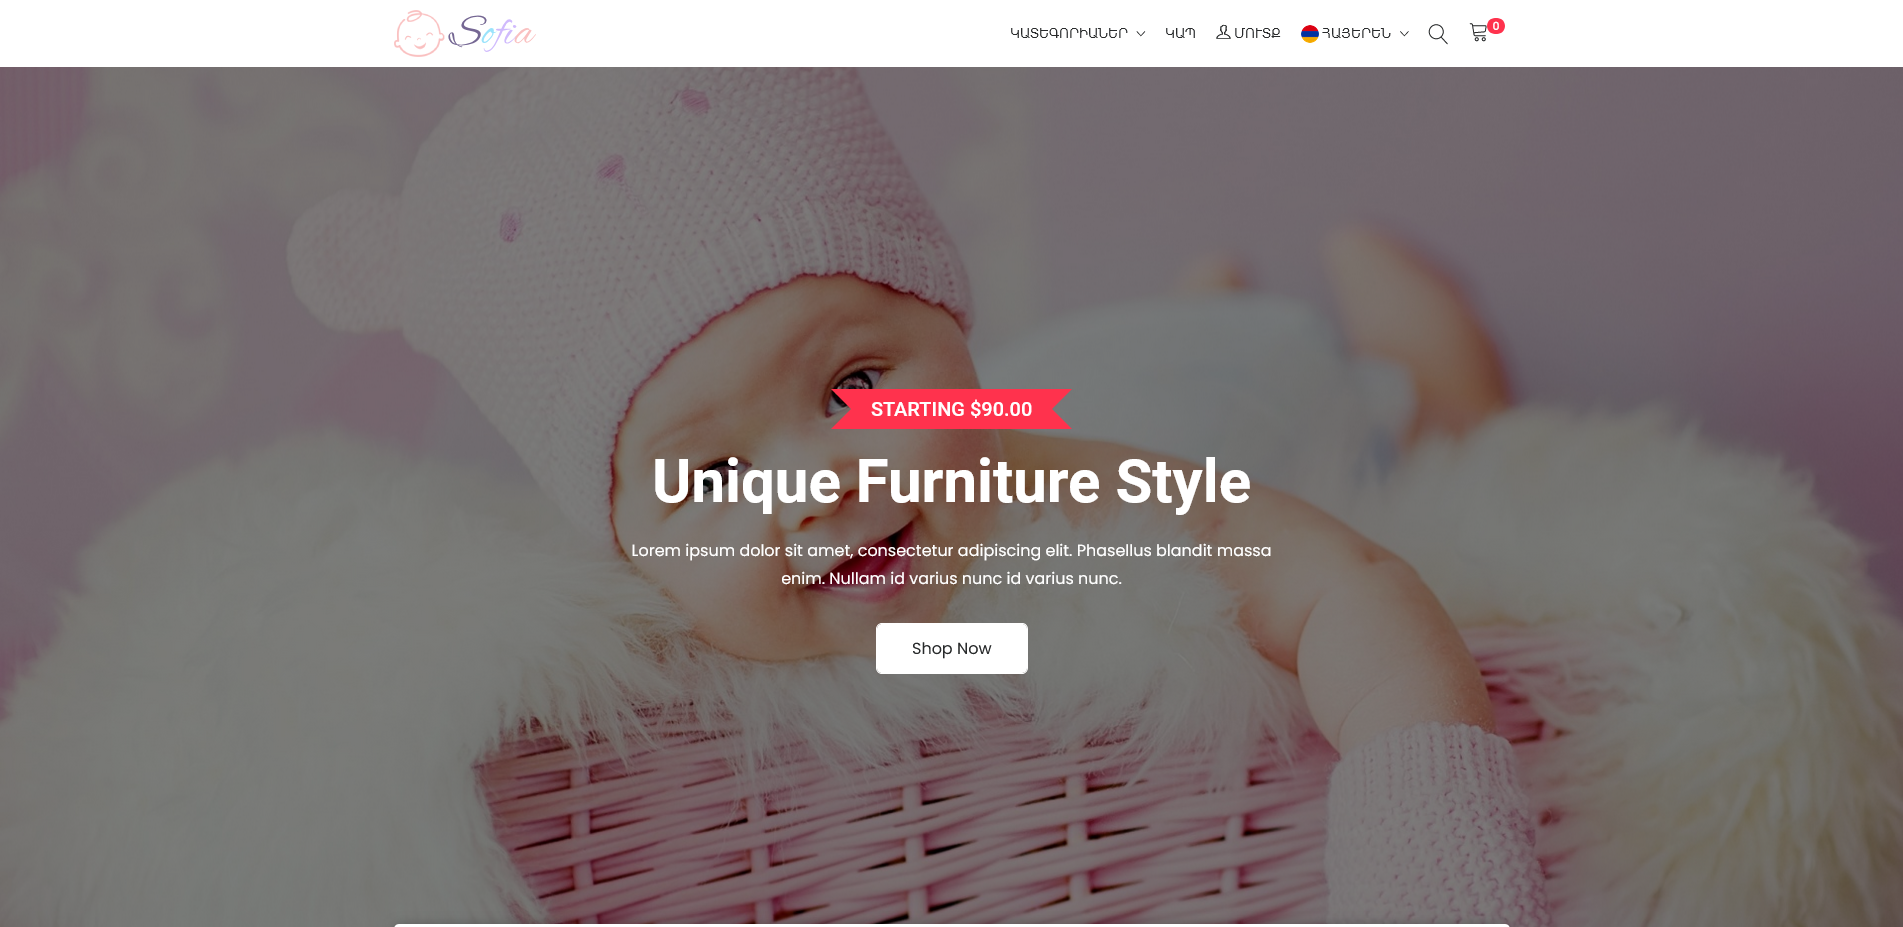 Sofia
ԿԱՏԵԳՈՐԻԱՆԵՐ ԿԱՊ ՄՈՒՏՔ ՀԱՅԵՐԵՆ 0
STARTING $90.00
Unique Furniture Style
Lorem ipsum dolor sit amet, consectetur adipiscing elit. Phasellus blandit massa
enim. Nullam id varius nunc id varius nunc.
Shop Now